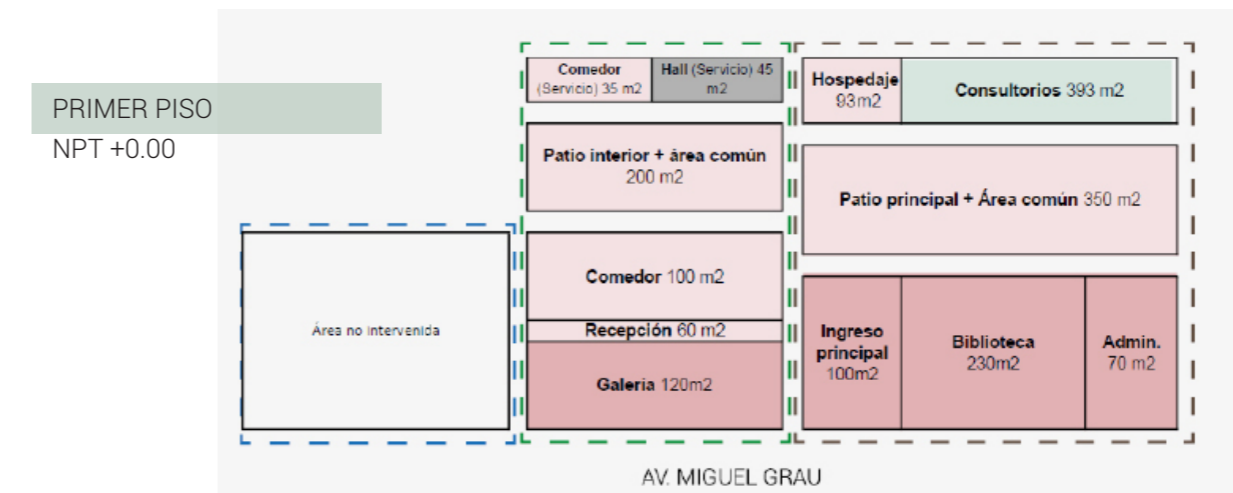 PRIMER PISO
NPT +0.00
Comedor
(Servicio) 35 m2
Hall (Servicio) 45
m2
Hospedaje
93m2
Consultorios 393 m2
Patio interior + área común
200 m2
Patio principal + Área común 350 m2
Área no intervenida
Comedor 100 m2
Recepción 60 m2
Galería 120m2
Ingreso
principal
100m2
Biblioteca
230m2
Admin.
70 m2
AV. MIGUEL GRAU